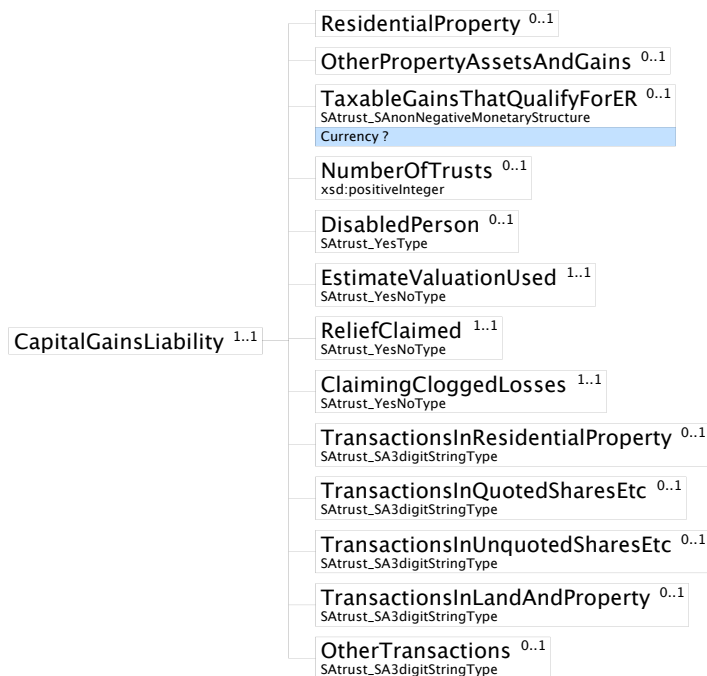 ResidentialProperty 0..1
OtherPropertyAssetsAndGains 0..1
TaxableGainsThatQualifyForER 0..1
SAtrust_SAnonNegativeMonetaryStructure
Currency ?
NumberOfTrusts 0..1
xsd:positiveInteger
DisabledPerson 0..1
SAtrust_YesType
EstimateValuationUsed 1..1
SAtrust_YesNoType
CapitalGainsLiability 1..1
ReliefClaimed 1..1
SAtrust_YesNoType
ClaimingCloggedLosses 1..1
SAtrust_YesNoType
TransactionsInResidentialProperty 0..1
SAtrust_SA3digitStringType
TransactionsInQuotedSharesEtc 0..1
SAtrust_SA3digitStringType
TransactionsInUnquotedSharesEtc 0..1
SAtrust_SA3digitStringType
TransactionsInLandAndProperty 0..1
SAtrust_SA3digitStringType
OtherTransactions 0..1
SAtrust_SA3digitStringType